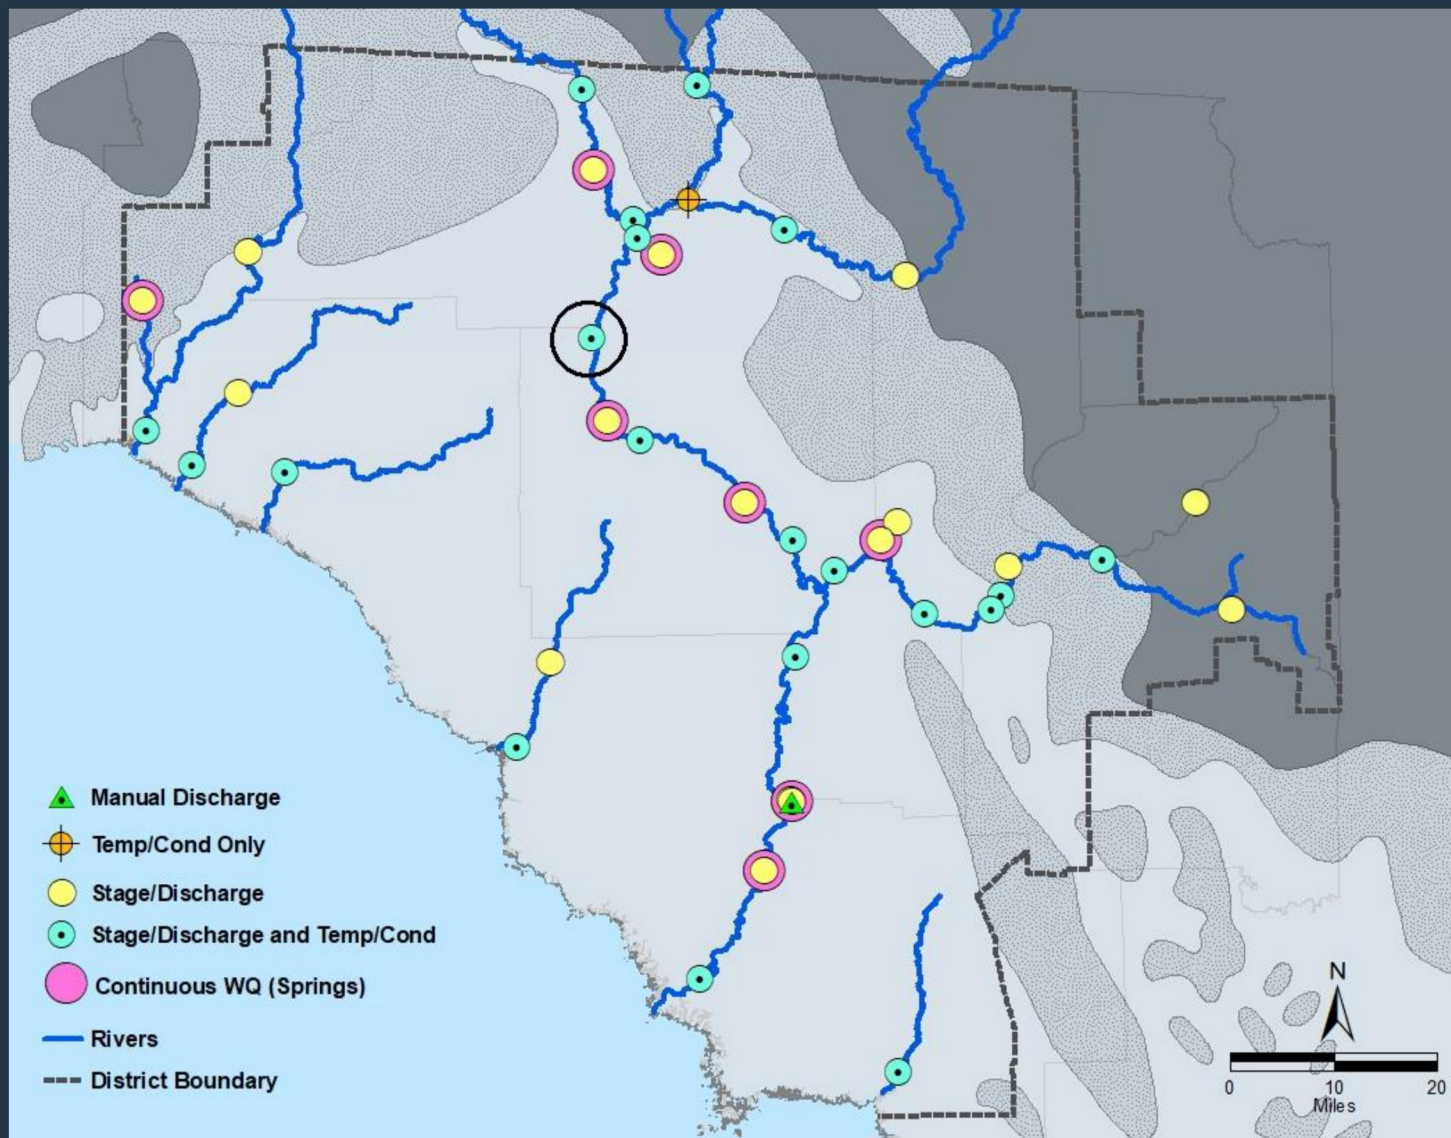 Manual Discharge
Temp/Cond Only
Stage/Discharge
Stage/Discharge and Temp/Cond
Continuous WQ (Springs)
Rivers
District Boundary
N
0 10 20
Miles